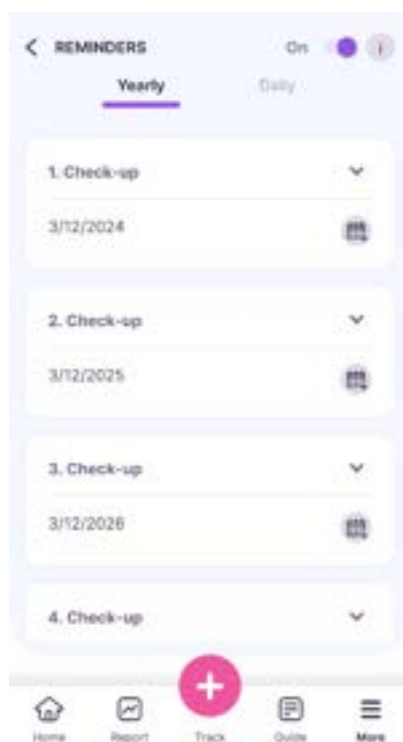 REMINDERS On i
Yearly Daily
1. Check-up
3/12/2024
2. Check-up
3/12/2025
3. Check-up
3/12/2026
4. Check-up
Home Report Track Guide More